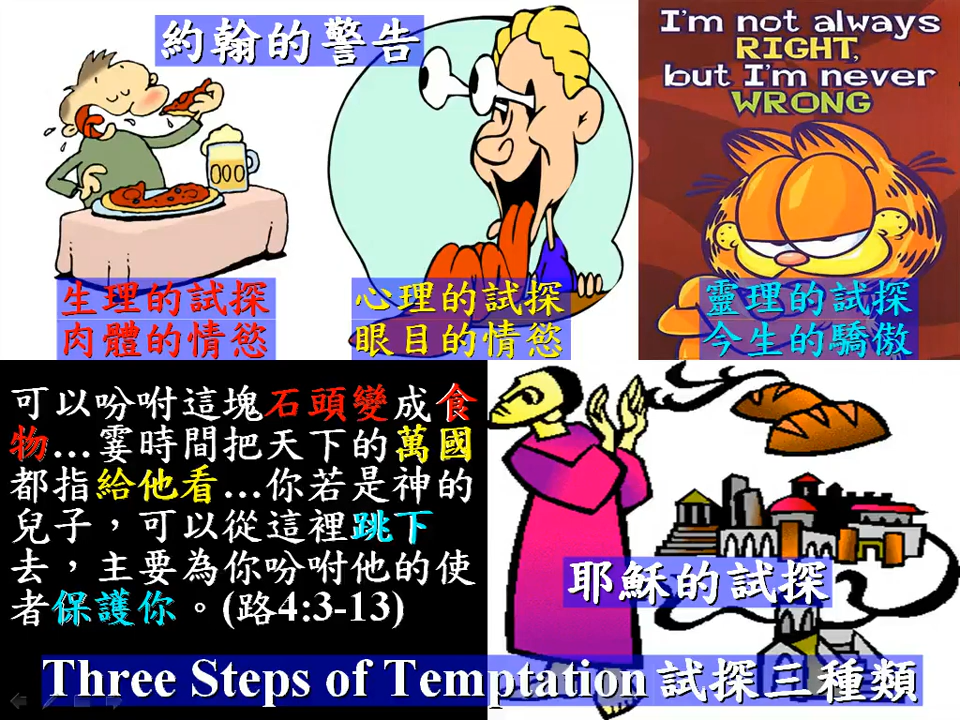 約翰的警告
I'm not always
RIGHT,
but I'm never
WRONG
生理的試探
肉體的情慾
心理的試探
眼目的情慾
靈理的試探
今生的驕傲
可以吩咐這塊石頭變成食
物…霎時間把天下的萬國
都指給他看…你若是神的
兒子，可以從這裡跳下
去，主要為你吩咐他的使
者保護你。(路4:3-13)
耶穌的試探
Three Steps of Temptation 試探三種類